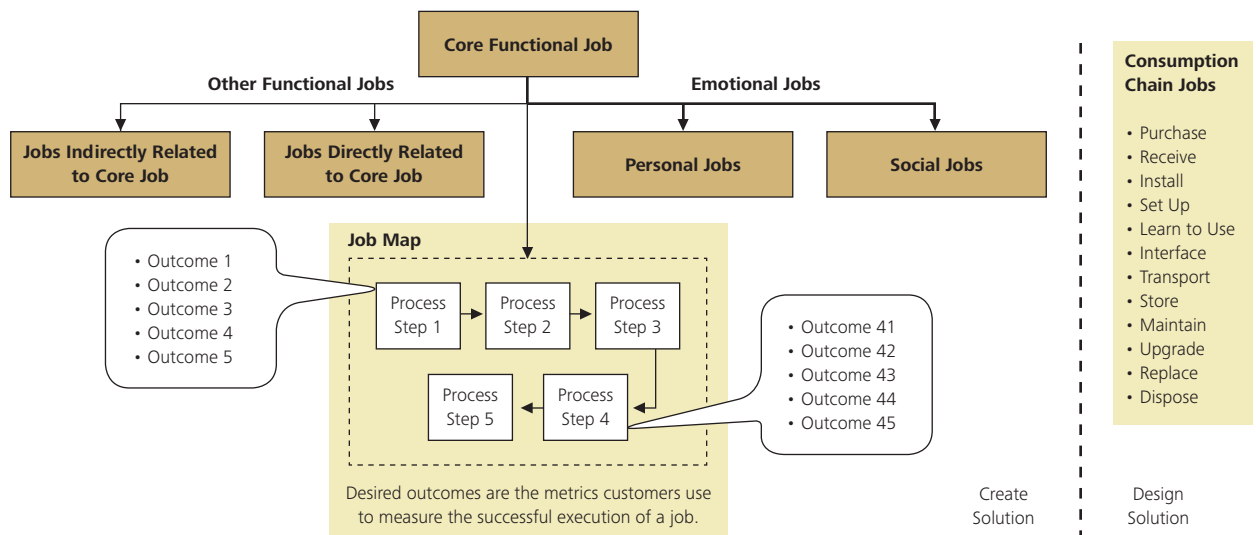 Core Functional Job
Other Functional Jobs
Emotional Jobs
Jobs Indirectly Related
to Core Job
Jobs Directly Related
to Core Job
Personal Jobs
Social Jobs
Job Map
• Outcome 1
• Outcome 2
• Outcome 3
• Outcome 4
• Outcome 5
Process
Step 1
Process
Step 2
Process
Step 3
Process
Step 5
Process
Step 4
• Outcome 41
• Outcome 42
• Outcome 43
• Outcome 44
• Outcome 45
Desired outcomes are the metrics customers use
to measure the successful execution of a job.
Create
Solution
Consumption
Chain Jobs
• Purchase
• Receive
• Install
• Set Up
• Learn to Use
• Interface
• Transport
• Store
• Maintain
• Upgrade
• Replace
• Dispose
Design
Solution